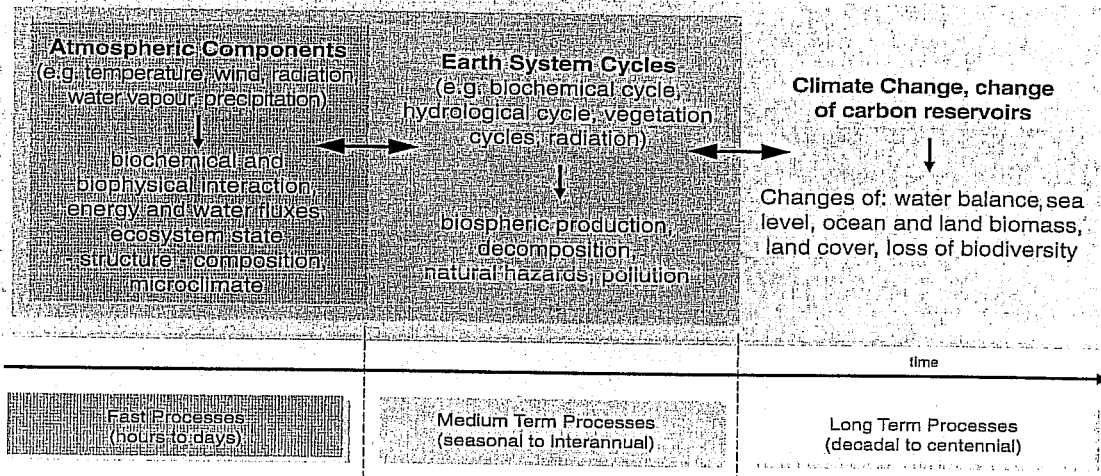 Atmospheric Components
(e.g. temperature, wind, radiation,
water vapour, precipitation)
biochemical and
biophysical interaction,
energy and water fluxes,
ecosystem state
- structure - composition,
microclimate
Earth System Cycles
(e.g. biochemical cycle,
hydrological cycle, vegetation
cycles, radiation)
biospheric production,
decomposition,
natural hazards, pollution
Climate Change, change
of carbon reservoirs
Changes of: water balance, sea
level, ocean and land biomass,
land cover, loss of biodiversity
time
Fast Processes
(hours to days)
Medium Term Processes
(seasonal to interannual)
Long Term Processes
(decadal to centennial)